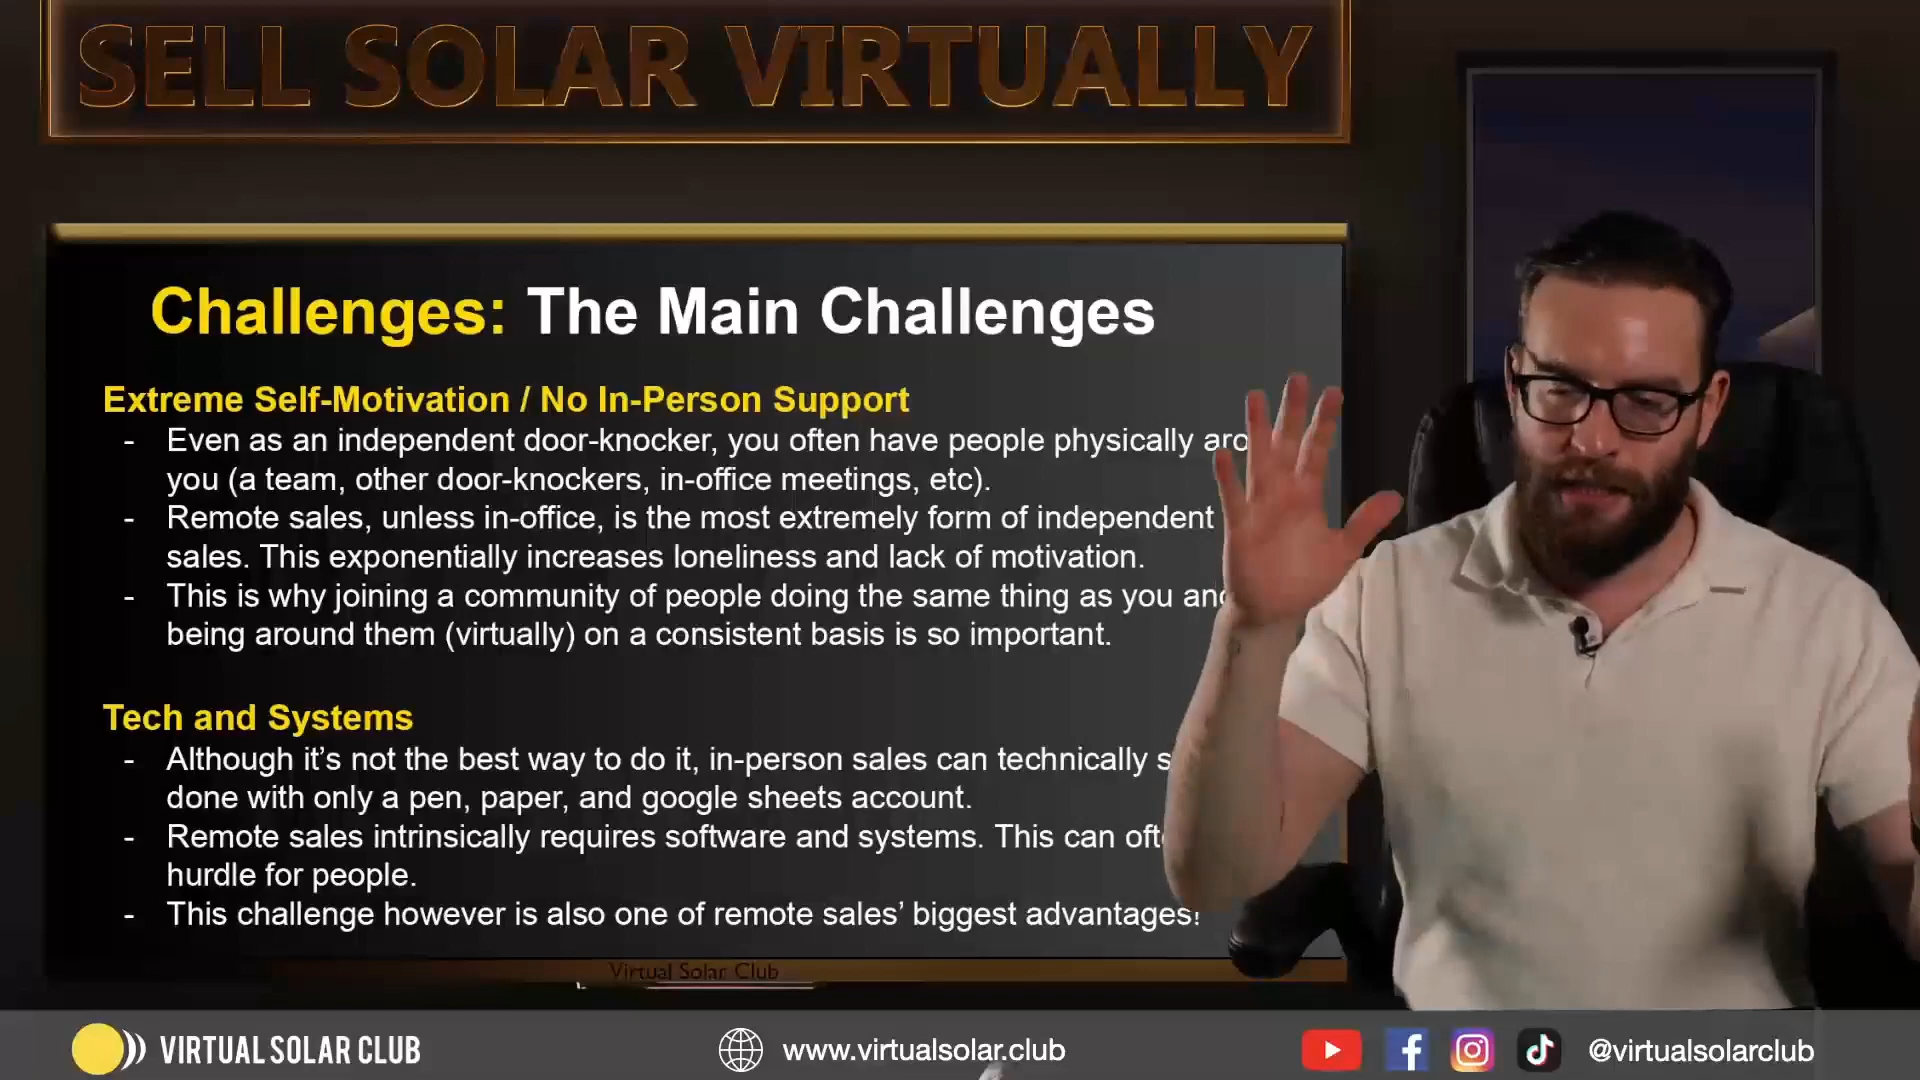 SELL SOLAR VIRTUALLY
Challenges: The Main Challenges
Extreme Self-Motivation / No In-Person Support
- Even as an independent door-knocker, you often have people physically
you (a team, other door-knockers, in-office meetings, etc).
- Remote sales, unless in-office, is the most extremely form of independent
sales. This exponentially increases loneliness and lack of motivation.
- This is why joining a community of people doing the same thing as you
being around them (virtually) on a consistent basis is so important.
Tech and Systems
- Although it’s not the best way to do it, in-person sales can technically
done with only a pen, paper, and google sheets account.
- Remote sales intrinsically requires software and systems. This can
hurdle for people.
- This challenge however is also one of remote sales’ biggest advantages!
Virtual Solar Club
VIRTUAL SOLAR CLUB
www.virtualsolar.club
@virtualsolarclub